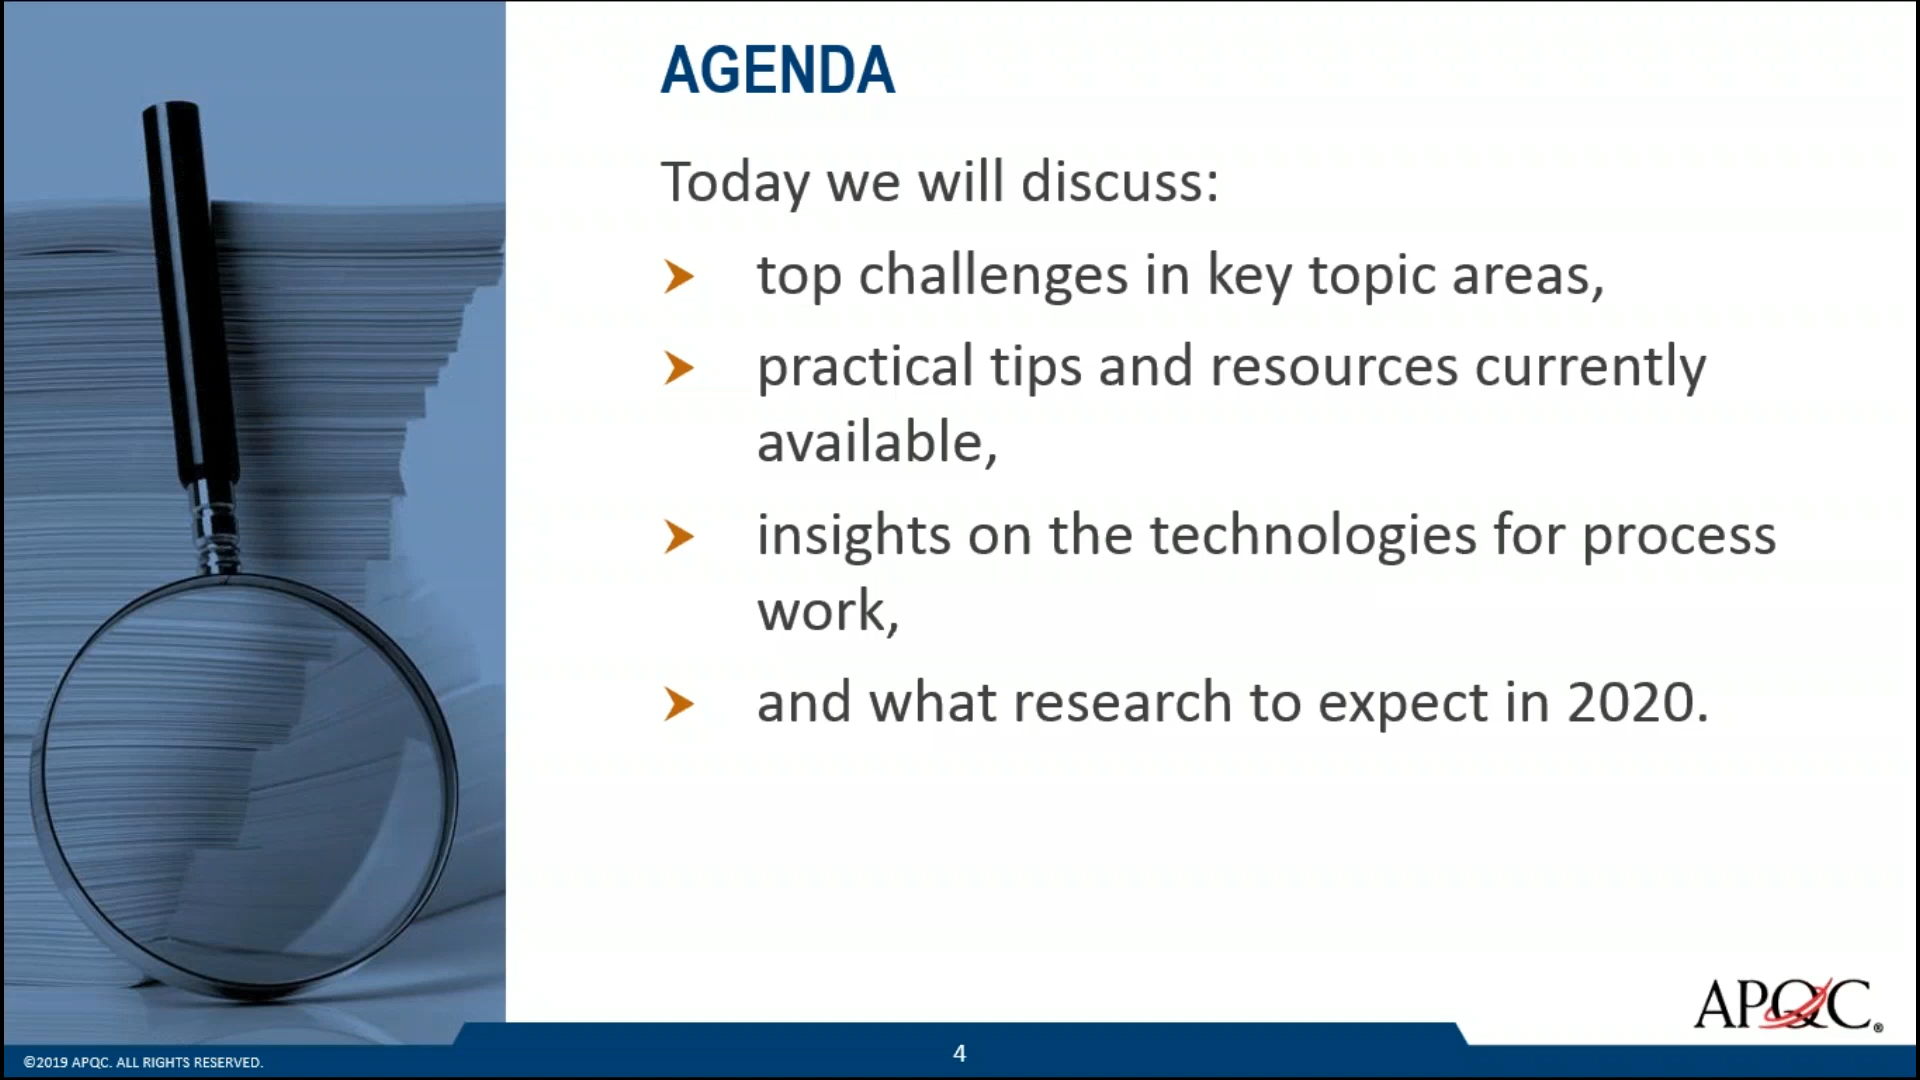 AGENDA
Today we will discuss:
➤ top challenges in key topic areas,
➤ practical tips and resources currently
available,
➤ insights on the technologies for process
work,
➤ and what research to expect in 2020.
APQC®
©2019 APQC. ALL RIGHTS RESERVED.
4